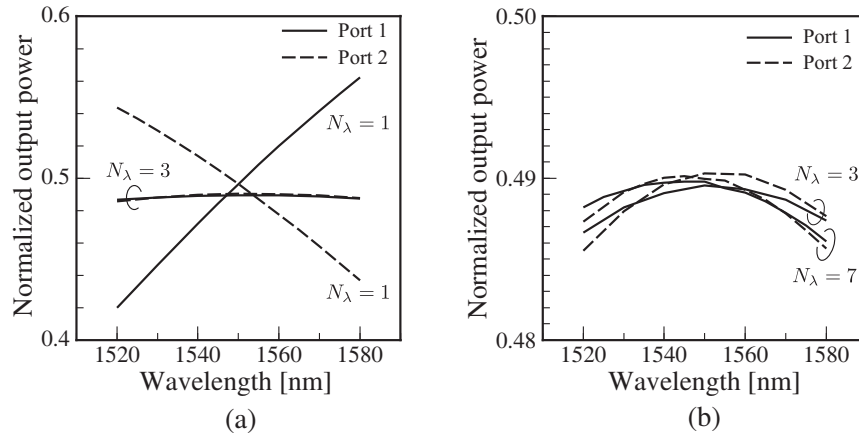 0.6
0.5
0.4
Normalized output power
Port 1
Port 2
N_λ = 1
N_λ = 3
N_λ = 1
1520 1540 1560 1580
Wavelength [nm]
(a)
0.50
0.49
0.48
Normalized output power
Port 1
Port 2
N_λ = 3
N_λ = 7
1520 1540 1560 1580
Wavelength [nm]
(b)